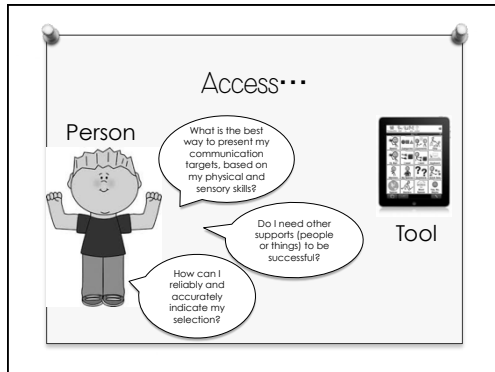 Access...
Person
What is the best
way to present my
communication
targets, based on
my physical and
sensory skills?
Do I need other
supports (people
or things) to be
successful?
Tool
How can I
reliably and
accurately
indicate my
selection?